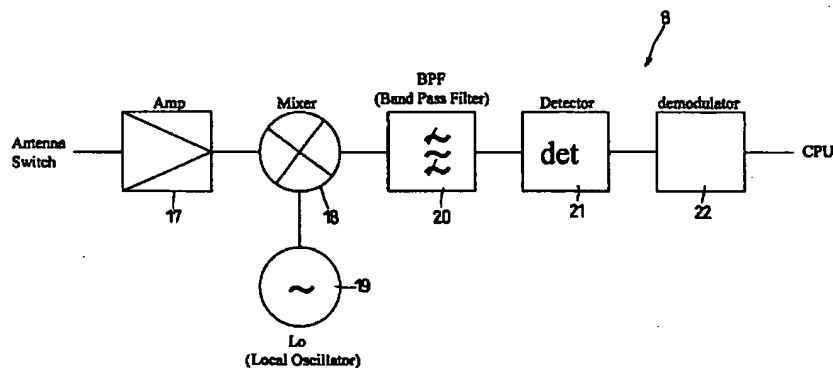 8
BPF
(Band Pass Filter)
Amp
Mixer
Detector
demodulator
Antenna
Switch
det
CPU
17
18
20
21
22
~
19
Lo
(Local Oscillator)